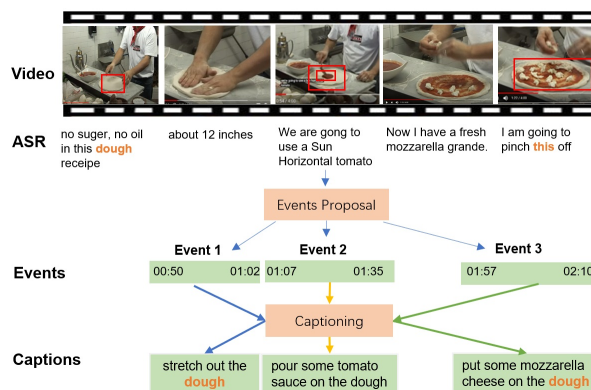 Video
ASR
no suger, no oil
in this dough
receipe
about 12 inches
We are gong to
use a Sun
Horizontal tomato
Now I have a fresh
mozzarella grande.
I am going to
pinch this off
Events Proposal
Event 1
Event 2
Event 3
Events
00:50 01:02
01:07 01:35
01:57 02:10
Captioning
Captions
stretch out the
dough
pour some tomato
sauce on the dough
put some mozzarella
cheese on the dough